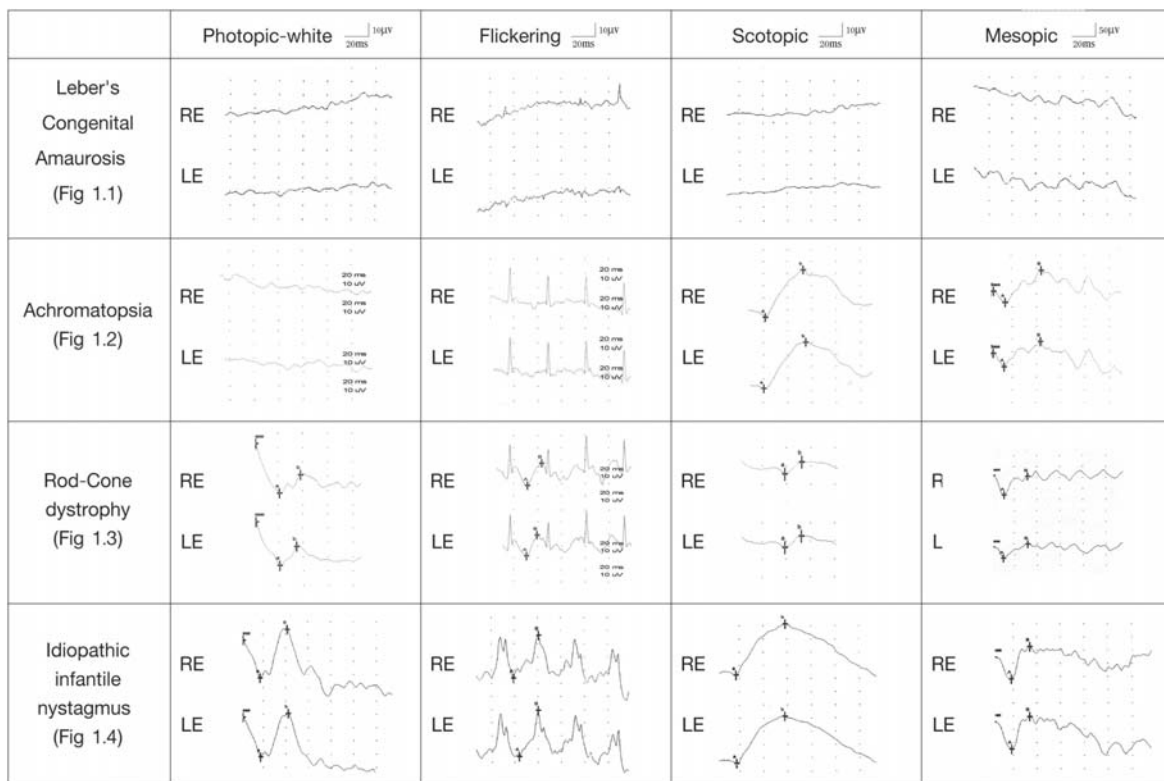 Photopic-white 10μV 20ms
Flickering 10μV 20ms
Scotopic 10μV 20ms
Mesopic 50μV 20ms
Leber's
Congenital
Amaurosis
(Fig 1.1)
RE
LE
RE
LE
RE
LE
RE
LE
Achromatopsia
(Fig 1.2)
RE
20 ms
10 uV
20 ms
10 uV
LE
20 ms
10 uV
20 ms
10 uV
RE
20 ms
10 uV
20 ms
10 uV
LE
20 ms
10 uV
20 ms
10 uV
RE
LE
RE
LE
Rod-Cone
dystrophy
(Fig 1.3)
RE
LE
RE
20 ms
10 uV
20 ms
10 uV
LE
20 ms
10 uV
20 ms
10 uV
RE
LE
R
L
Idiopathic
infantile
nystagmus
(Fig 1.4)
RE
LE
RE
LE
RE
LE
RE
LE